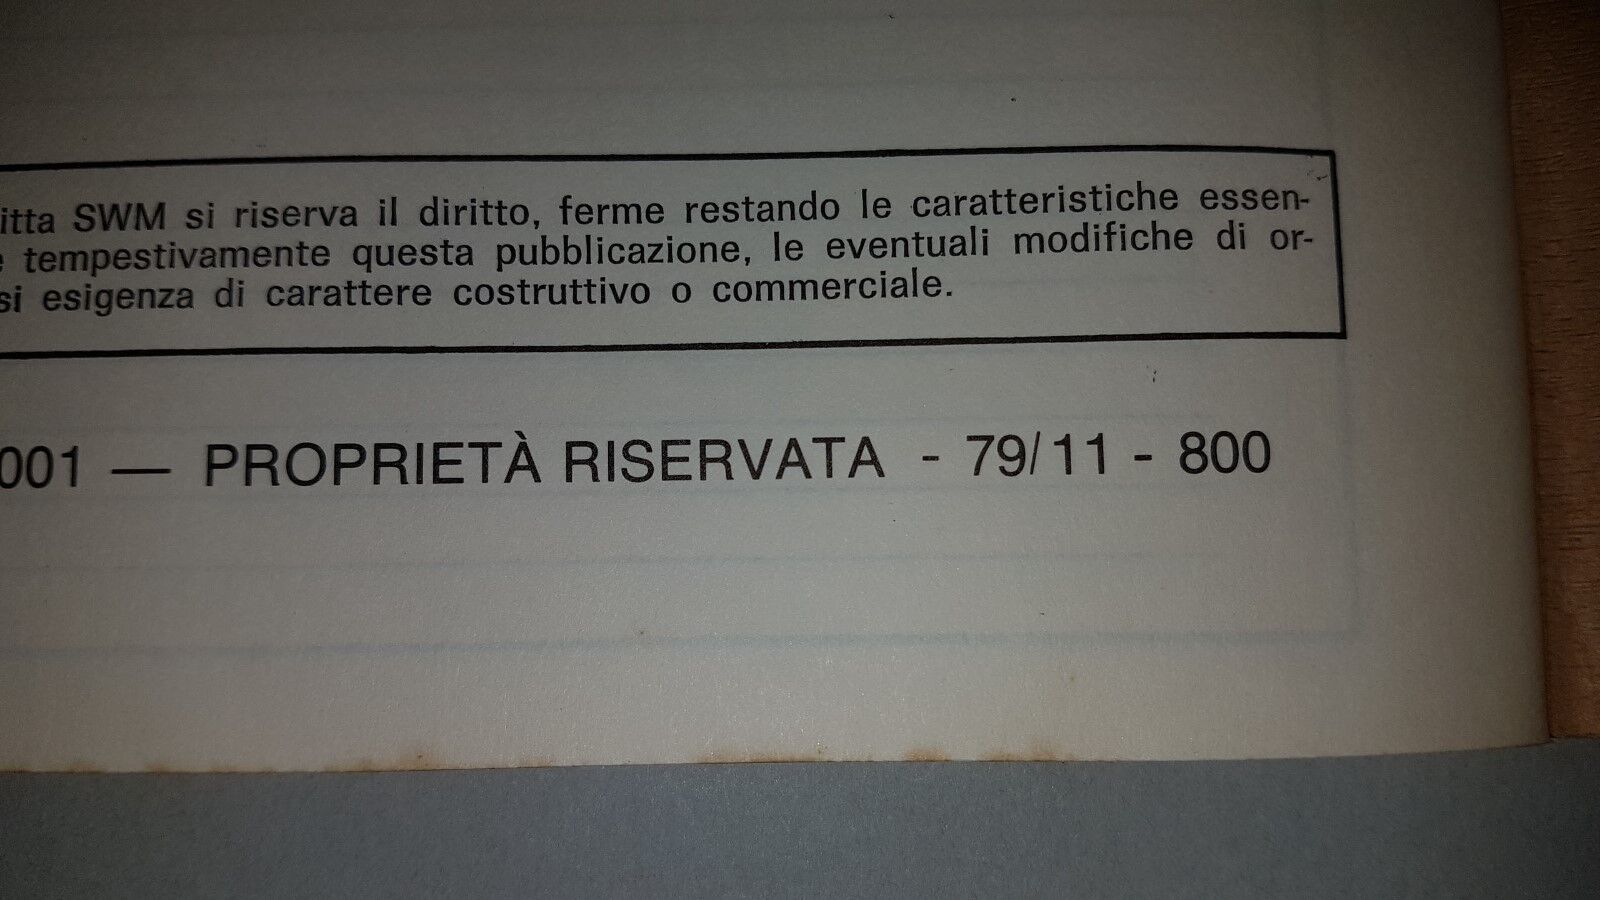 itta SWM si riserva il diritto, ferme restando le caratteristiche essen-
e tempestivamente questa pubblicazione, le eventuali modifiche di or-
si esigenza di carattere costruttivo o commerciale.
001 — PROPRIETÀ RISERVATA - 79/11 - 800